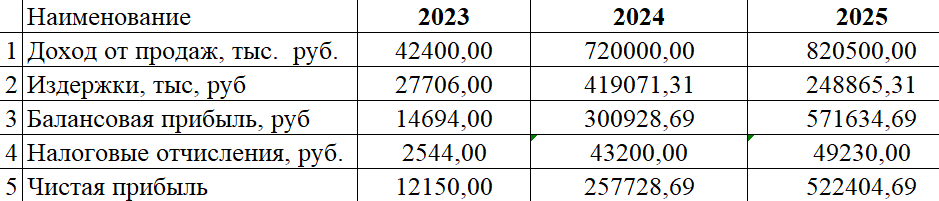 Наименование 2023 2024 2025
1 Доход от продаж, тыс. руб. 42400,00 720000,00 820500,00
2 Издержки, тыс, руб 27706,00 419071,31 248865,31
3 Балансовая прибыль, руб 14694,00 300928,69 571634,69
4 Налоговые отчисления, руб. 2544,00 43200,00 49230,00
5 Чистая прибыль 12150,00 257728,69 522404,69